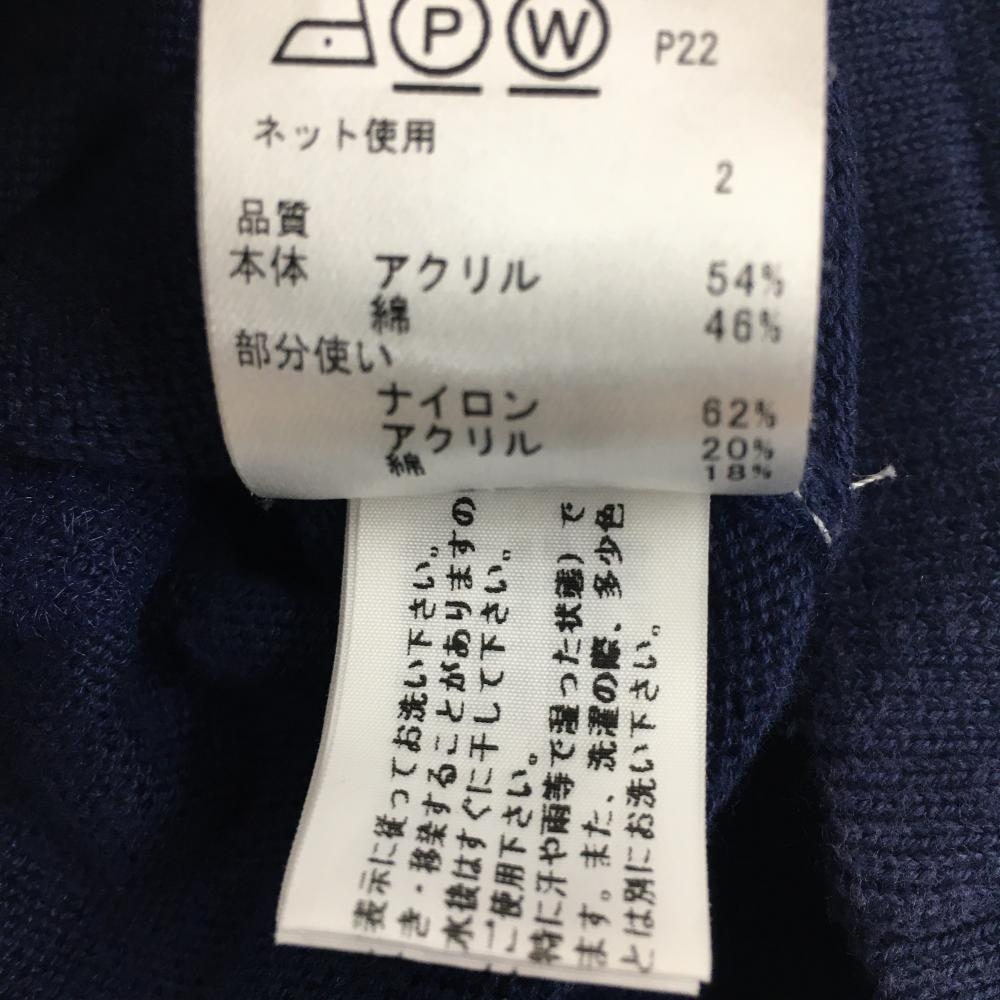 P W P22
ネット使用
2
品質
本体 アクリル 54%
綿 46%
部分使い
ナイロン 62%
アクリル 20%
綿 18%
表示に従ってお洗い下さい。
き・移染することがありますの
水後はすぐに干して下さい。
ご使用下さい。
特に汗や雨等で湿った状態）で
ます。また、洗濯の際、多少色
とは別にお洗い下さい。